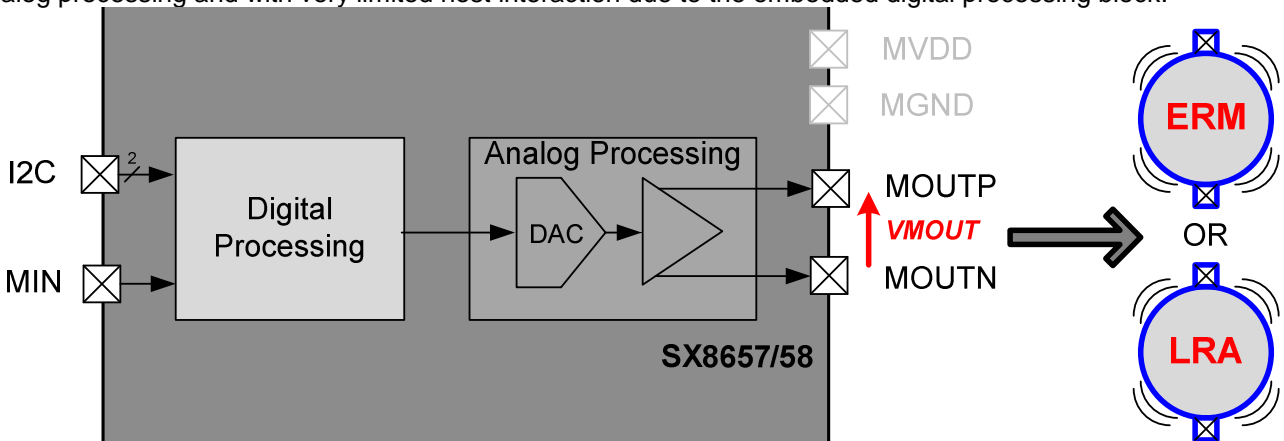 alog processing and with very limited host interaction due to the embedded digital processing block.
MVDD
MGND
I2C
2
MIN
Digital
Processing
Analog Processing
DAC
MOUTP
VMOUT
MOUTN
SX8657/58
ERM
OR
LRA